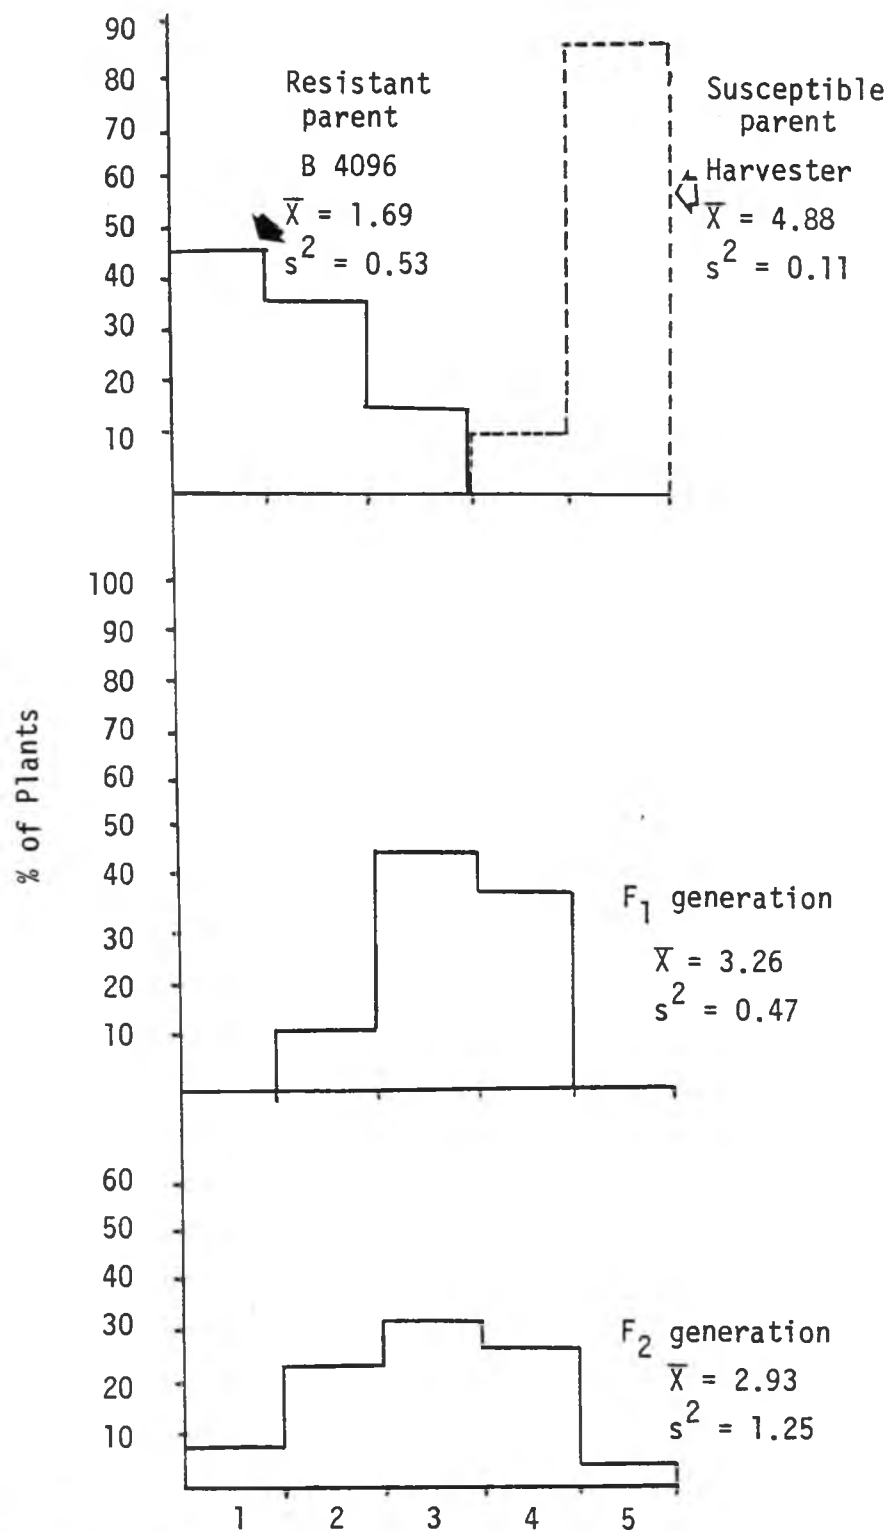 90
80
70
60
50
40
30
20
10
Resistant
parent
B 4096
X̅ = 1.69
s² = 0.53
Susceptible
parent
Harvester
X̅ = 4.88
s² = 0.11
% of Plants
100
90
80
70
60
50
40
30
20
10
F₁ generation
X̅ = 3.26
s² = 0.47
60
50
40
30
20
10
F₂ generation
X̅ = 2.93
s² = 1.25
1 2 3 4 5